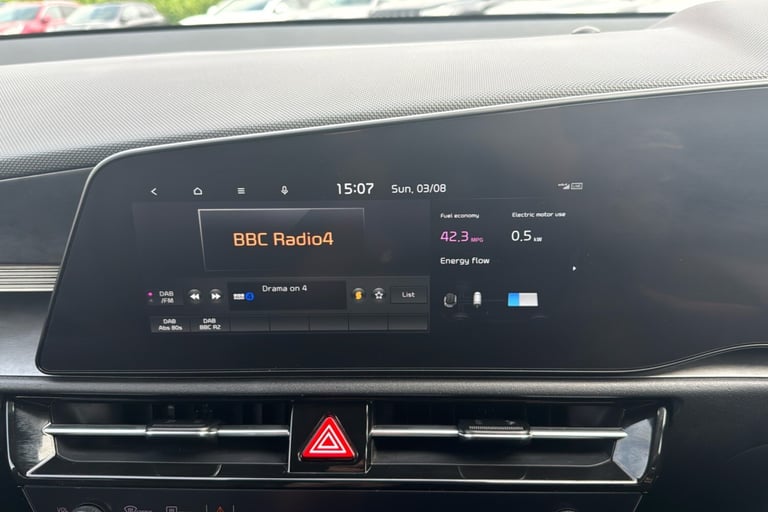 15:07 Sun, 03/08
BBC Radio4
Fuel economy
42.3 MPG
Electric motor use
0.5 kW
Energy flow
DAB
/FM
Drama on 4
List
DAB
Abs 80s
DAB
BBC R2